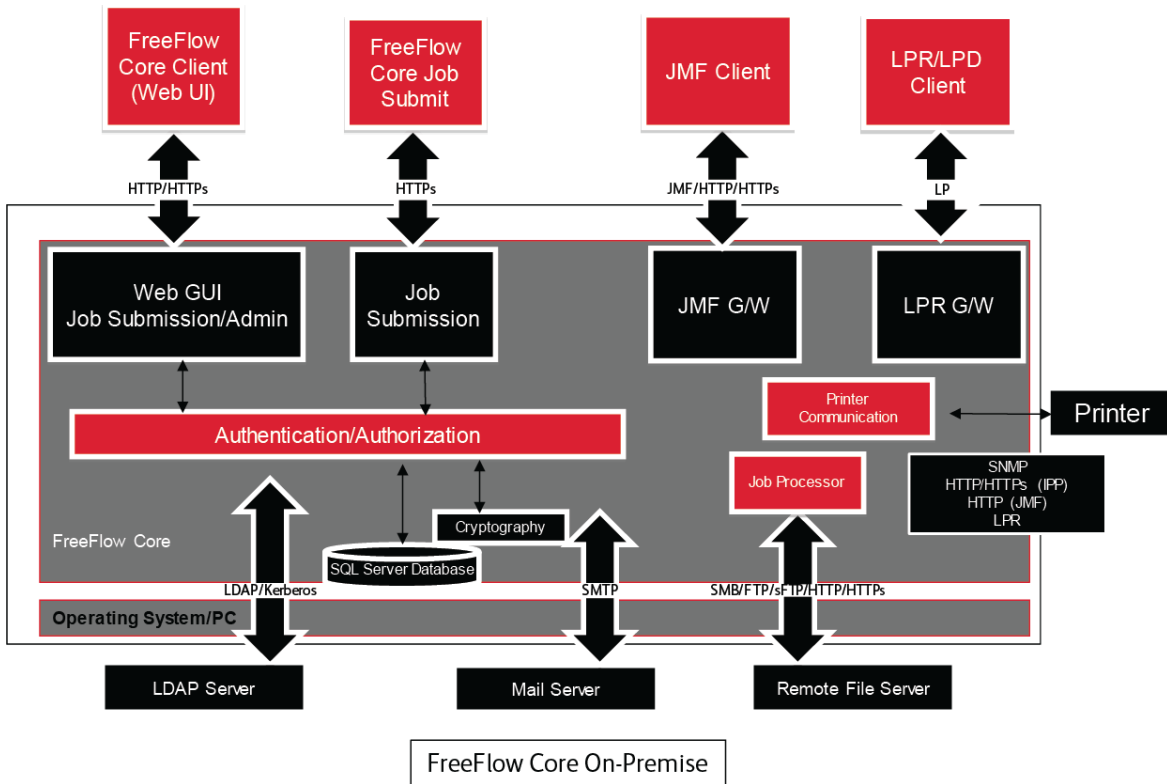 FreeFlow
Core Client
(Web UI)
FreeFlow
Core Job
Submit
JMF Client
LPR/LPD
Client
HTTP/HTTPs
HTTPs
JMF/HTTP/HTTPs
LP
Web GUI
Job Submission/Admin
Job
Submission
JMF G/W
LPR G/W
Printer
Communication
Printer
Authentication/Authorization
SNMP
HTTP/HTTPs (IPP)
HTTP (JMF)
LPR
Job Processor
Cryptography
FreeFlow Core
SQL Server Database
LDAP/Kerberos
SMTP
SMB/FTP/sFTP/HTTP/HTTPs
Operating System/PC
LDAP Server
Mail Server
Remote File Server
FreeFlow Core On-Premise